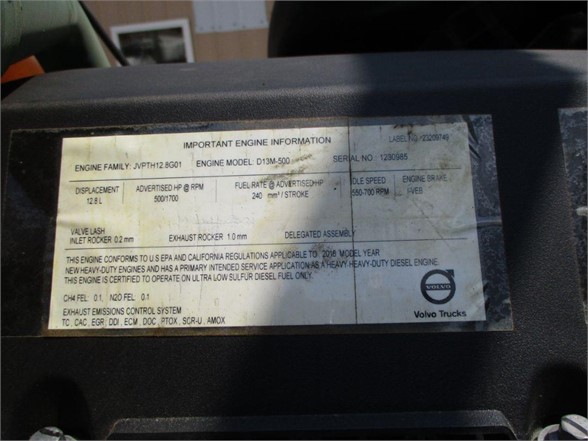 IMPORTANT ENGINE INFORMATION
LABEL NO. 23209749
ENGINE FAMILY: JVPTH12.8G01 ENGINE MODEL: D13M-500 SERIAL NO: 1230985
DISPLACEMENT ADVERTISED HP @ RPM FUEL RATE @ ADVERTISED HP IDLE SPEED ENGINE BRAKE
12.8 L 500/1700 240 mm³ / STROKE 550-700 RPM VEB
VALVE LASH
INLET ROCKER 0.2 mm EXHAUST ROCKER 1.0 mm DELEGATED ASSEMBLY
THIS ENGINE CONFORMS TO U.S EPA AND CALIFORNIA REGULATIONS APPLICABLE TO 2018 MODEL YEAR
NEW HEAVY-DUTY ENGINES AND HAS A PRIMARY INTENDED SERVICE APPLICATION AS A HEAVY-HEAVY-DUTY DIESEL ENGINE.
THIS ENGINE IS CERTIFIED TO OPERATE ON ULTRA LOW SULFUR DIESEL FUEL ONLY.
CH4 FEL: 0.1, N2O FEL: 0.1
EXHAUST EMISSIONS CONTROL SYSTEM
TC, CAC, EGR, DDI, ECM, DOC, PTOX, SCR-U, AMOX
VOLVO
Volvo Trucks